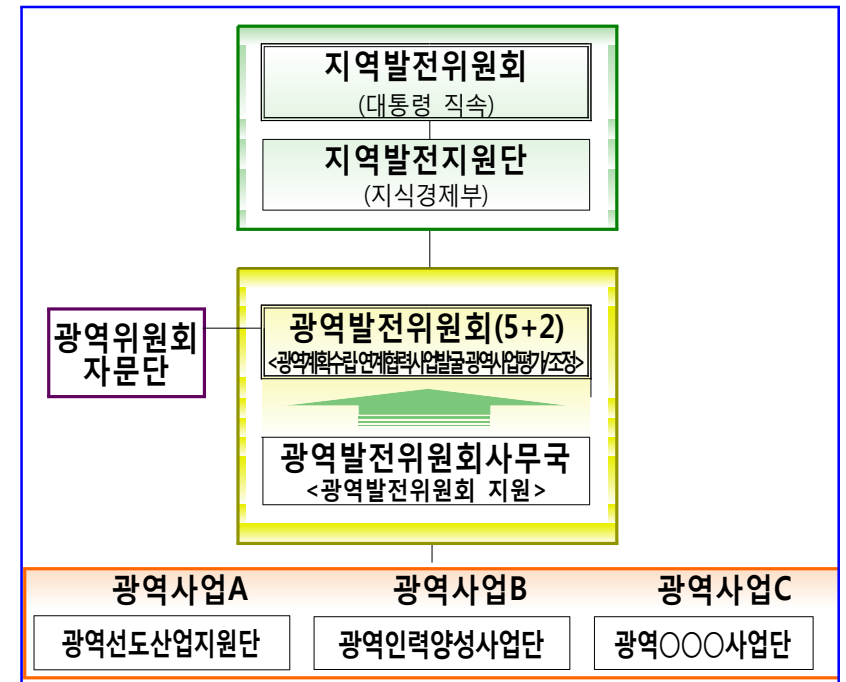 지역발전위원회
(대통령 직속)
지역발전지원단
(지식경제부)
광역위원회
자문단
광역발전위원회(5+2)
<광역계획수립·연계협력사업발굴·광역사업평가/조정>
광역발전위원회사무국
<광역발전위원회 지원>
광역사업A
광역사업B
광역사업C
광역선도산업지원단
광역인력양성사업단
광역○○○사업단